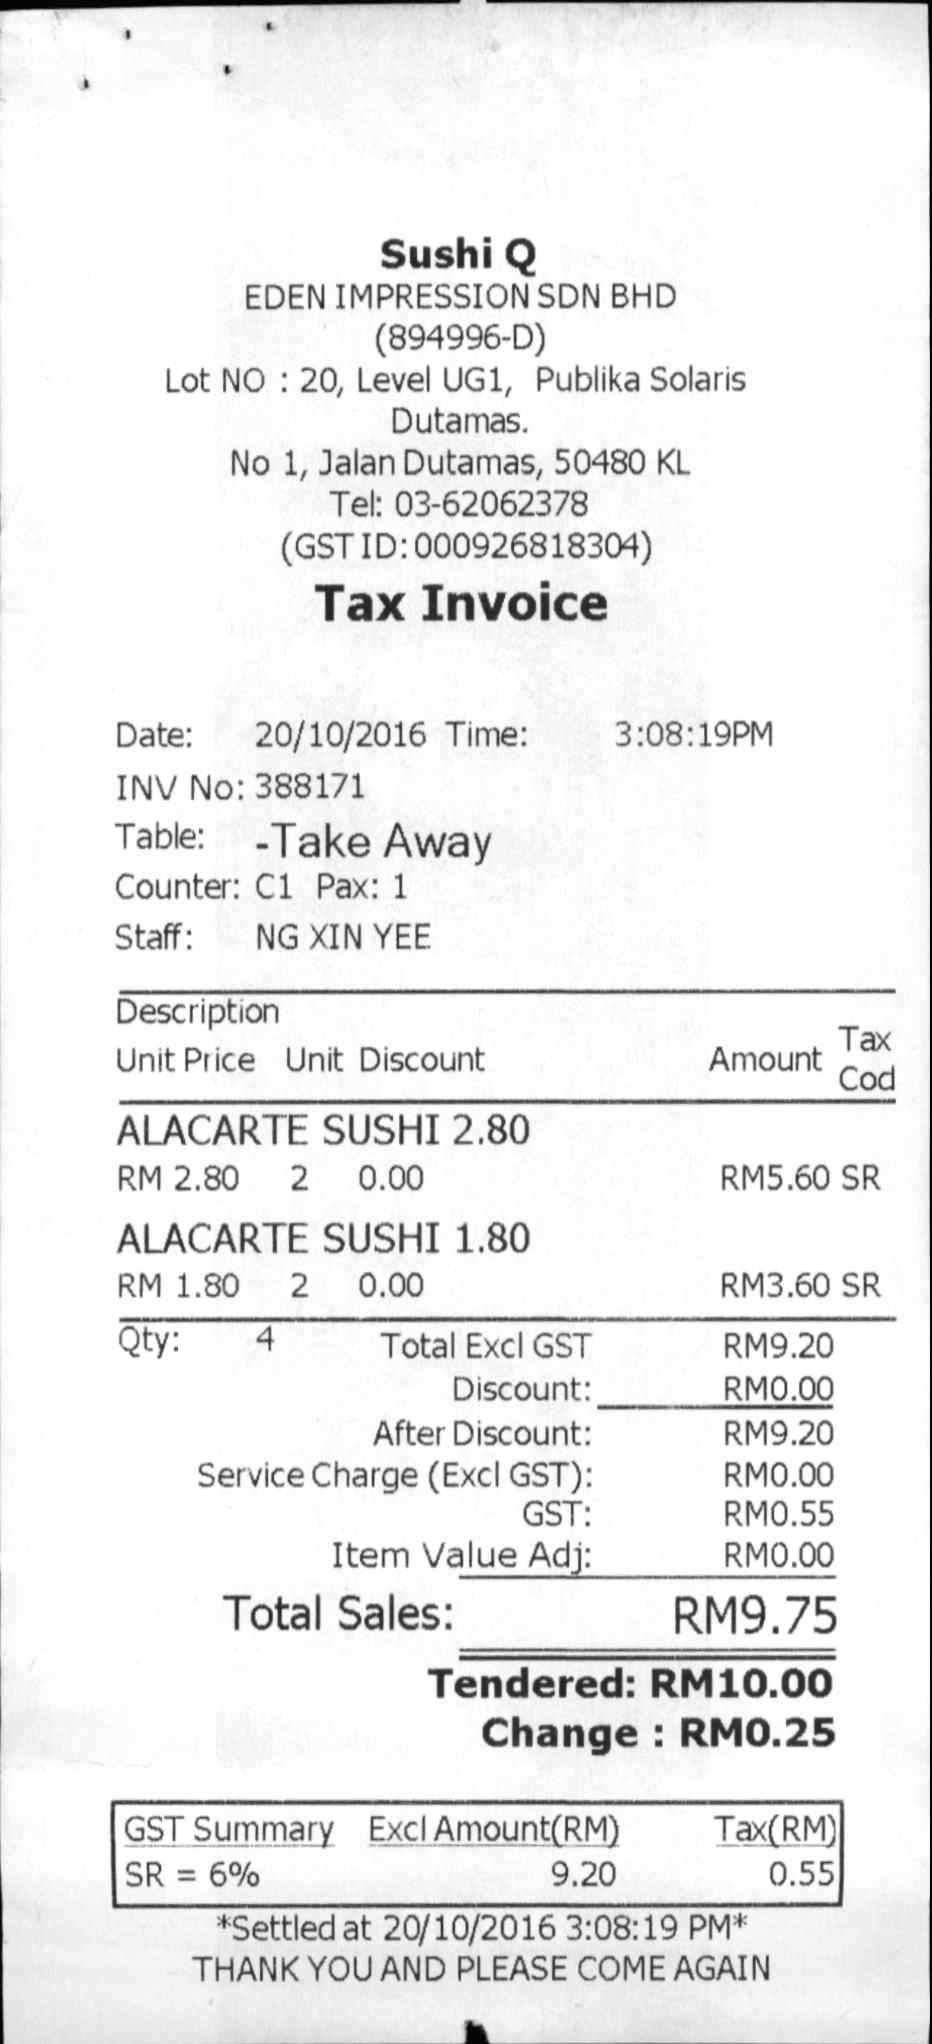 Sushi Q
EDEN IMPRESSION SDN BHD
(894996-D)
Lot NO : 20, Level UG1, Publika Solaris
Dutamas.
No 1, Jalan Dutamas, 50480 KL
Tel: 03-62062378
(GST ID: 000926818304)
Tax Invoice
Date: 20/10/2016 Time: 3:08:19PM
INV No: 388171
Table: -Take Away
Counter: C1 Pax: 1
Staff: NG XIN YEE
Description
Unit Price Unit Discount Amount Tax Cod
ALACARTE SUSHI 2.80
RM 2.80 2 0.00 RM5.60 SR
ALACARTE SUSHI 1.80
RM 1.80 2 0.00 RM3.60 SR
Qty: 4 Total Excl GST RM9.20
Discount: RM0.00
After Discount: RM9.20
Service Charge (Excl GST): RM0.00
GST: RM0.55
Item Value Adj: RM0.00
Total Sales: RM9.75
Tendered: RM10.00
Change : RM0.25
GST Summary Excl Amount(RM) Tax(RM)
SR = 6% 9.20 0.55
*Settled at 20/10/2016 3:08:19 PM*
THANK YOU AND PLEASE COME AGAIN